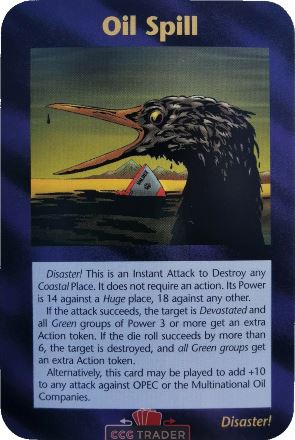 Oil Spill
Disaster! This is an Instant Attack to Destroy any
Coastal Place. It does not require an action. Its Power
is 14 against a Huge place, 18 against any other.
If the attack succeeds, the target is Devastated and
all Green groups of Power 3 or more get an extra
Action token. If the die roll succeeds by more than
6, the target is destroyed, and all Green groups get
an extra Action token.
Alternatively, this card may be played to add +10
to any attack against OPEC or the Multinational Oil
Companies.
Disaster!
CCG TRADER